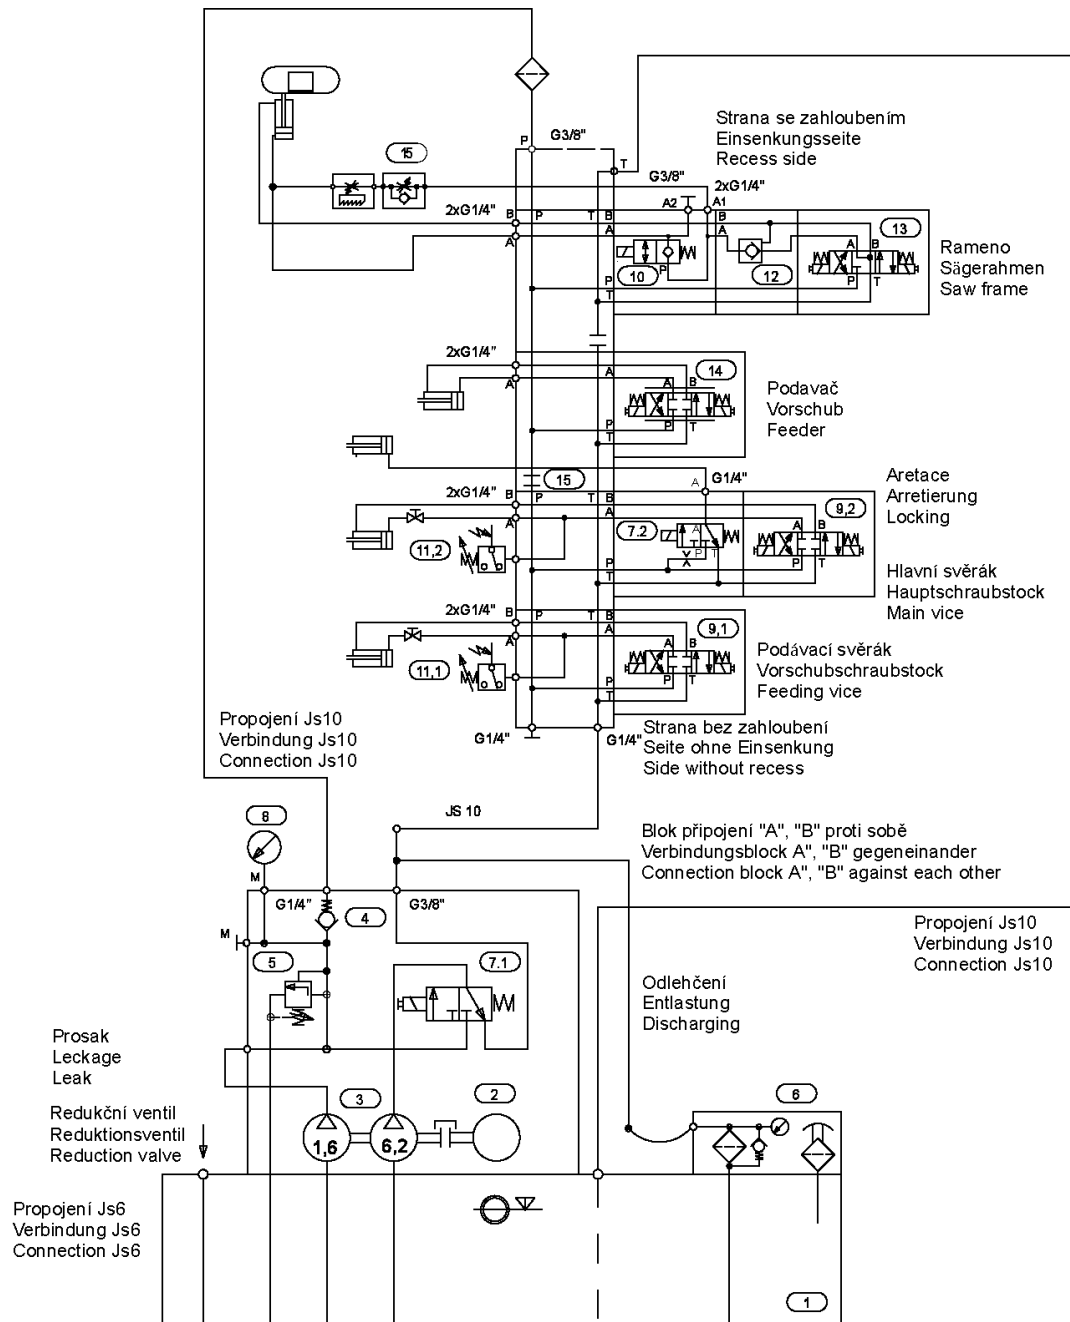 P
G3/8"
T
Strana se zahloubením
Einsenkungsseite
Recess side
15
G3/8"
2xG1/4"
A2
A1
2xG1/4"
B
P
T
B
B
A
A
A
A
B
13
10
P
12
P
T
P
T
Rameno
Sägerahmen
Saw frame
2xG1/4"
A
A
14
A
B
P
T
P
T
Podavač
Vorschub
Feeder
15
A
G1/4"
2xG1/4"
B
P
T
B
A
A
7.2
A
P
T
9,2
A
B
P
T
11,2
P
T
Aretace
Arretierung
Locking
Hlavní svěrák
Hauptschraubstock
Main vice
2xG1/4"
B
P
T
B
A
A
9,1
A
B
P
T
11,1
P
T
Podávací svěrák
Vorschubschraubstock
Feeding vice
G1/4"
G1/4"
Strana bez zahloubení
Seite ohne Einsenkung
Side without recess
Propojení Js10
Verbindung Js10
Connection Js10
JS 10
8
M
Blok připojení "A", "B" proti sobě
Verbindungsblock A", "B" gegeneinander
Connection block A", "B" against each other
G1/4"
4
G3/8"
M
5
7.1
Propojení Js10
Verbindung Js10
Connection Js10
Odlehčení
Entlastung
Discharging
Prosak
Leckage
Leak
3
2
6
Redukční ventil
Reduktionsventil
Reduction valve
1,6
6,2
Propojení Js6
Verbindung Js6
Connection Js6
1